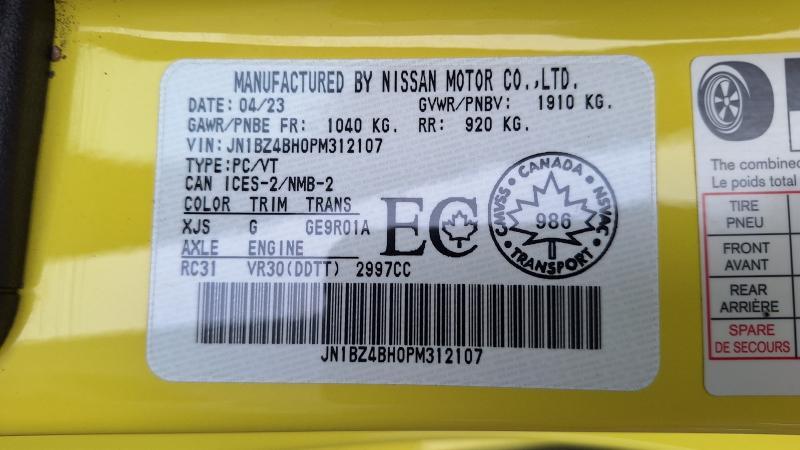 MANUFACTURED BY NISSAN MOTOR CO.,LTD.
DATE: 04/23 GVWR/PNBV: 1910 KG.
GAWR/PNBE FR: 1040 KG. RR: 920 KG.
VIN: JN1BZ4BH0PM312107
TYPE:PC/VT
CAN ICES-2/NMB-2
COLOR TRIM TRANS
XJS G GE9R01A
AXLE ENGINE
RC31 VR30(DDTT) 2997CC
EC
CANADA
CMVSS 986 NSVAC
TRANSPORT
JN1BZ4BH0PM312107
The combined
Le poids total
TIRE
PNEU
FRONT
AVANT
REAR
ARRIÈRE
SPARE
DE SECOURS